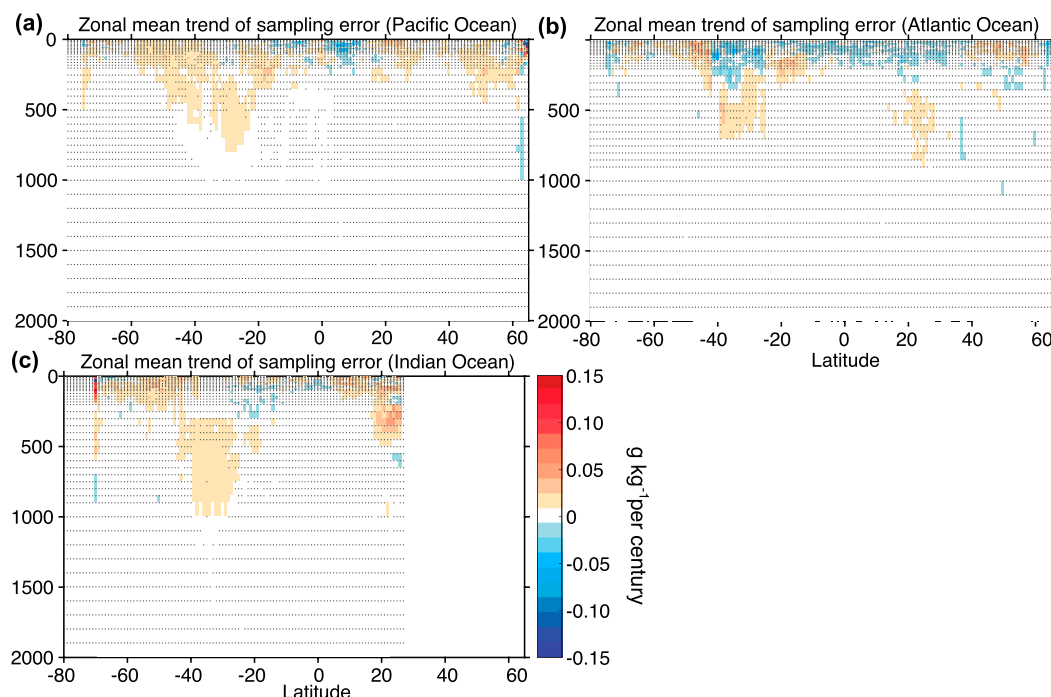 (a) Zonal mean trend of sampling error (Pacific Ocean)
0
500
1000
1500
2000
-80 -60 -40 -20 0 20 40 60
(b) Zonal mean trend of sampling error (Atlantic Ocean)
0
500
1000
1500
2000
-80 -60 -40 -20 0 20 40 60
Latitude
(c) Zonal mean trend of sampling error (Indian Ocean)
0
500
1000
1500
2000
-80 -60 -40 -20 0 20 40 60
Latitude
0.15
0.10
0.05
0
-0.05
-0.10
-0.15
g kg⁻¹per century